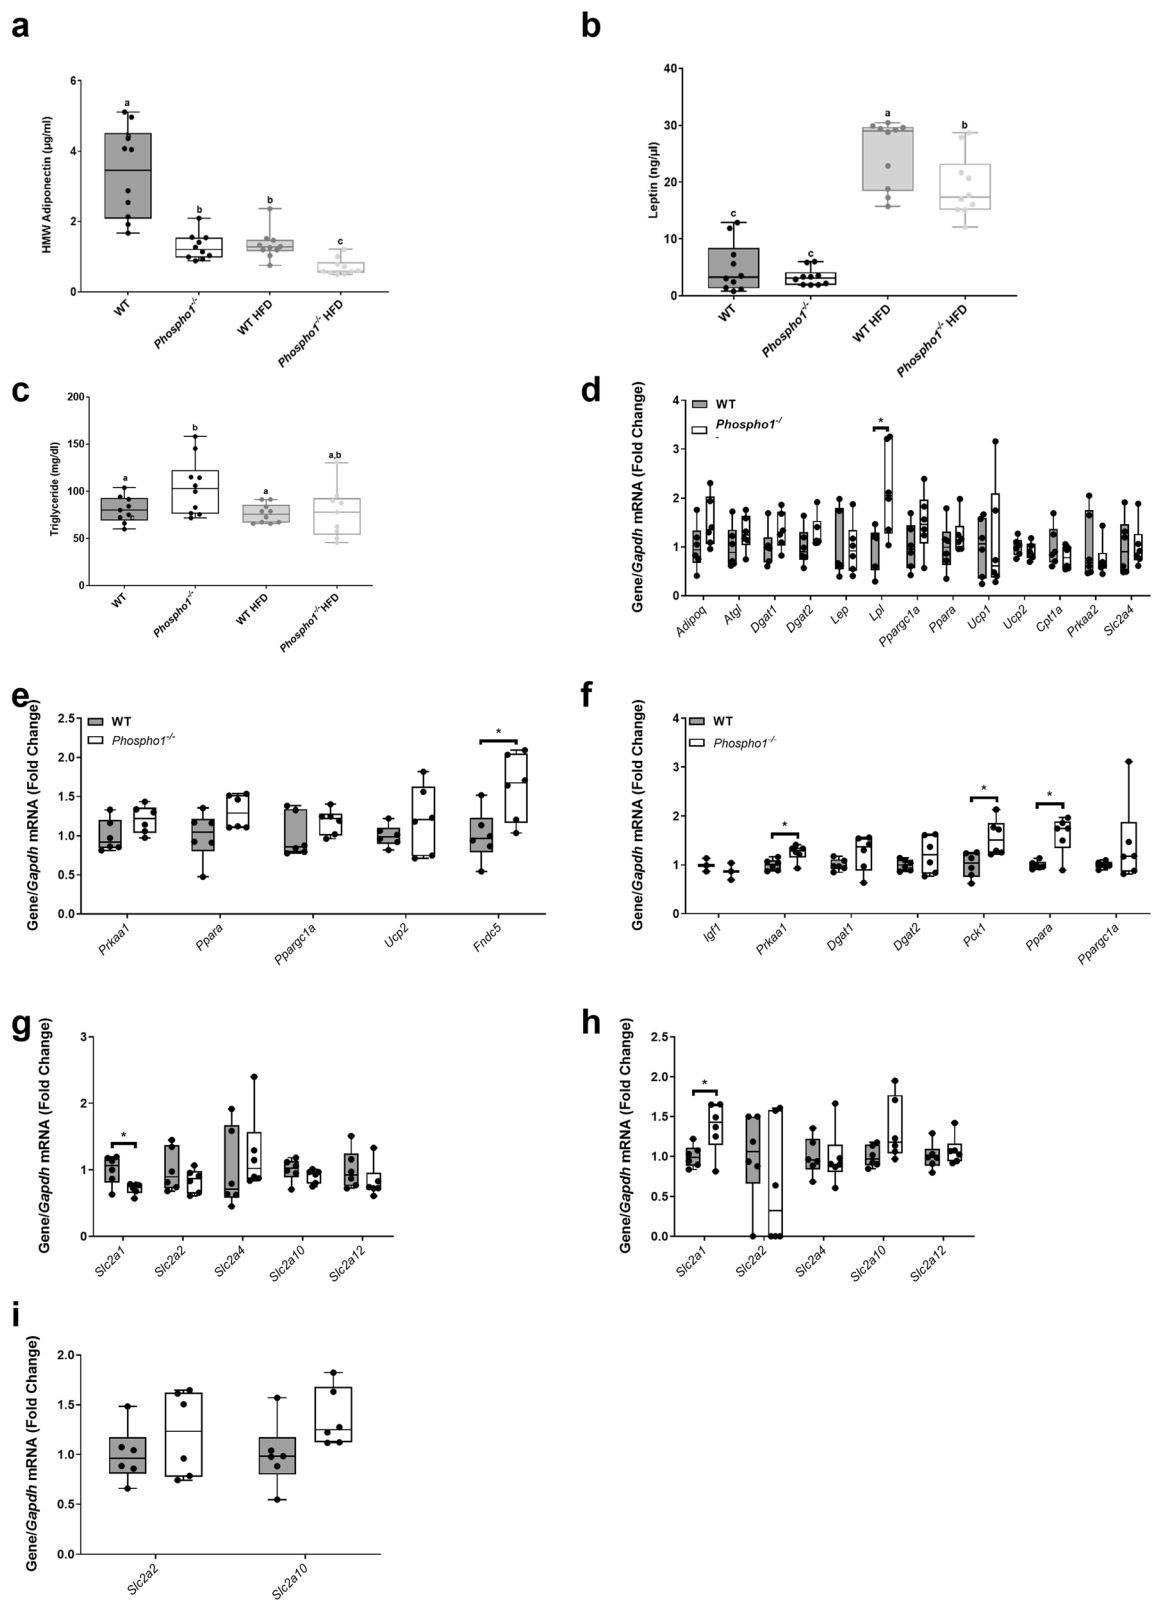 a
HMW Adiponectin (µg/ml)
6
4
2
0
a
b
b
c
WT
Phospho1-/-
WT HFD
Phospho1-/- HFD
b
Leptin (ng/µl)
40
30
20
10
0
c
c
a
b
WT
Phospho1-/-
WT HFD
Phospho1-/- HFD
c
Triglyceride (mg/dl)
200
150
100
50
0
a
b
a
a,b
WT
Phospho1-/-
WT HFD
Phospho1-/-HFD
d
Gene/Gapdh mRNA (Fold Change)
4
3
2
1
0
WT
Phospho1-/
-
*
Adipoq
Atgl
Dgat1
Dgat2
Lep
Lpl
Ppargc1a
Ppara
Ucp1
Ucp2
Cpt1a
Prkaa2
Slc2a4
e
Gene/Gapdh mRNA (Fold Change)
2.5
2.0
1.5
1.0
0.5
0.0
WT
Phospho1-/-
*
Prkaa1
Ppara
Ppargc1a
Ucp2
Fndc5
f
Gene/Gapdh mRNA (Fold Change)
4
3
2
1
0
WT
Phospho1-/-
*
*
*
Igf1
Prkaa1
Dgat1
Dgat2
Pck1
Ppara
Ppargc1a
g
Gene/Gapdh mRNA (Fold Change)
3
2
1
0
*
Slc2a1
Slc2a2
Slc2a4
Slc2a10
Slc2a12
h
Gene/Gapdh mRNA (Fold Change)
2.5
2.0
1.5
1.0
0.5
0.0
*
Slc2a1
Slc2a2
Slc2a4
Slc2a10
Slc2a12
i
Gene/Gapdh mRNA (Fold Change)
2.0
1.5
1.0
0.5
0.0
Slc2a2
Slc2a10